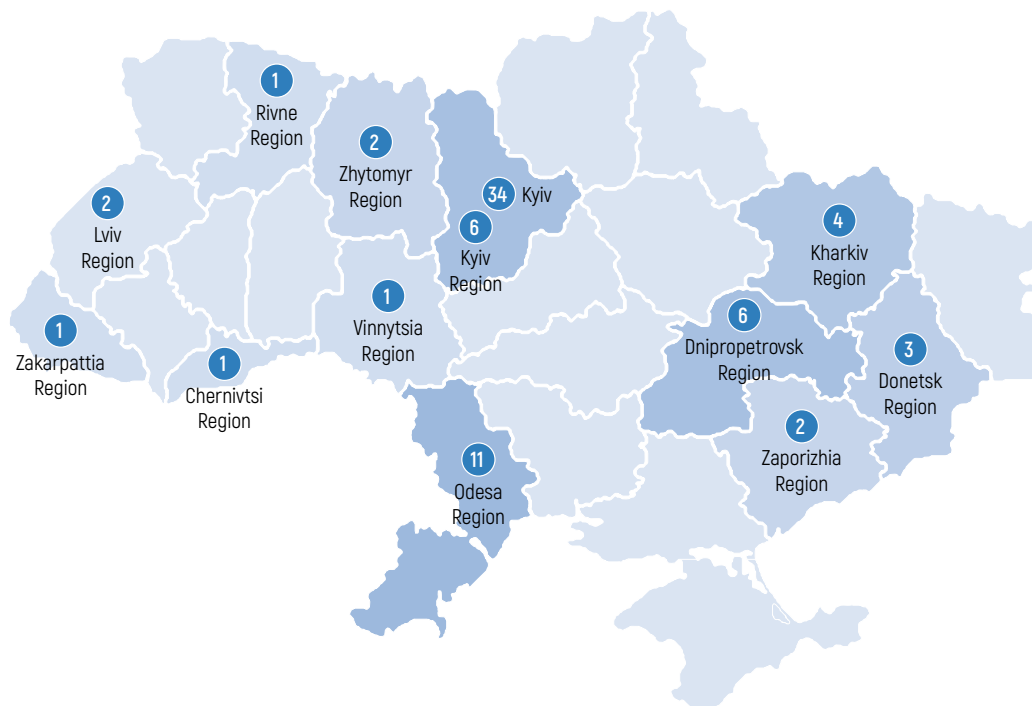 1
Rivne
Region
2
Zhytomyr
Region
34 Kyiv
6
Kyiv
Region
2
Lviv
Region
4
Kharkiv
Region
1
Vinnytsia
Region
1
Zakarpattia
Region
1
Chernivtsi
Region
6
Dnipropetrovsk
Region
3
Donetsk
Region
2
Zaporizhia
Region
11
Odesa
Region